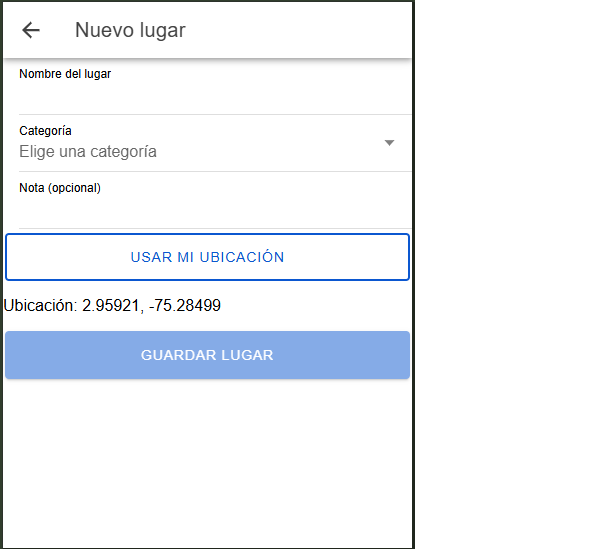 Nuevo lugar
Nombre del lugar
Categoría
Elige una categoría
Nota (opcional)
USAR MI UBICACIÓN
Ubicación: 2.95921, -75.28499
GUARDAR LUGAR